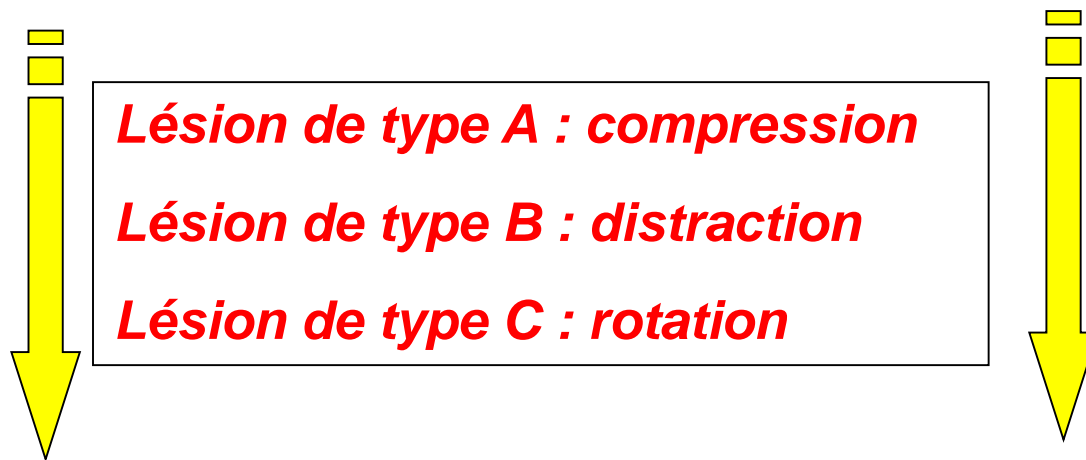 Lésion de type A : compression
Lésion de type B : distraction
Lésion de type C : rotation